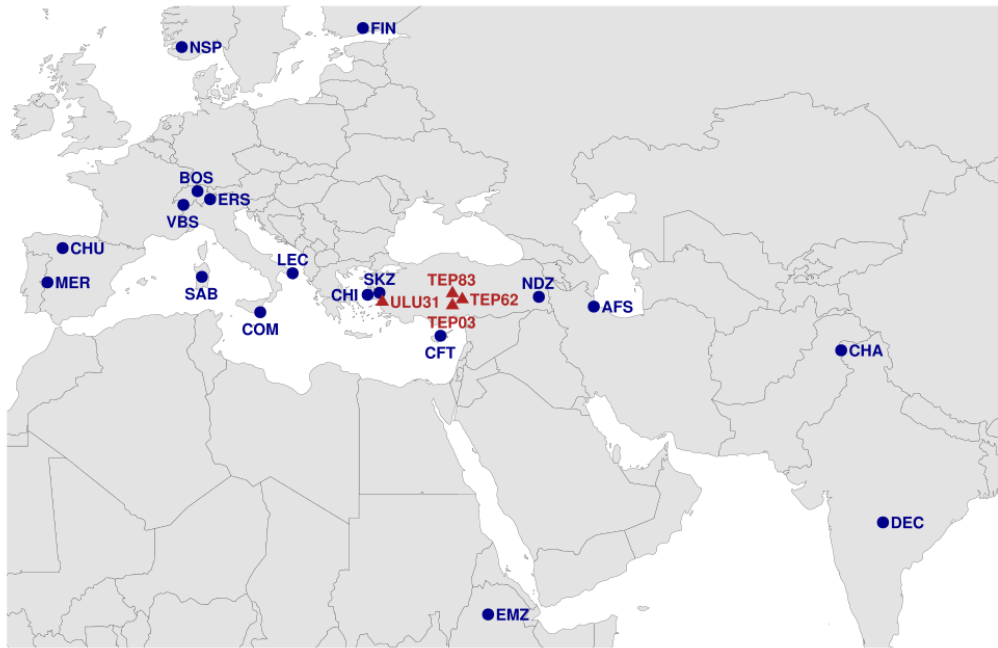 FIN
NSP
BOS
ERS
VBS
CHU
LEC
MER
SAB
SKZ
TEP83
NDZ
CHI
ULU31
TEP62
AFS
COM
TEP03
CFT
CHA
DEC
EMZ